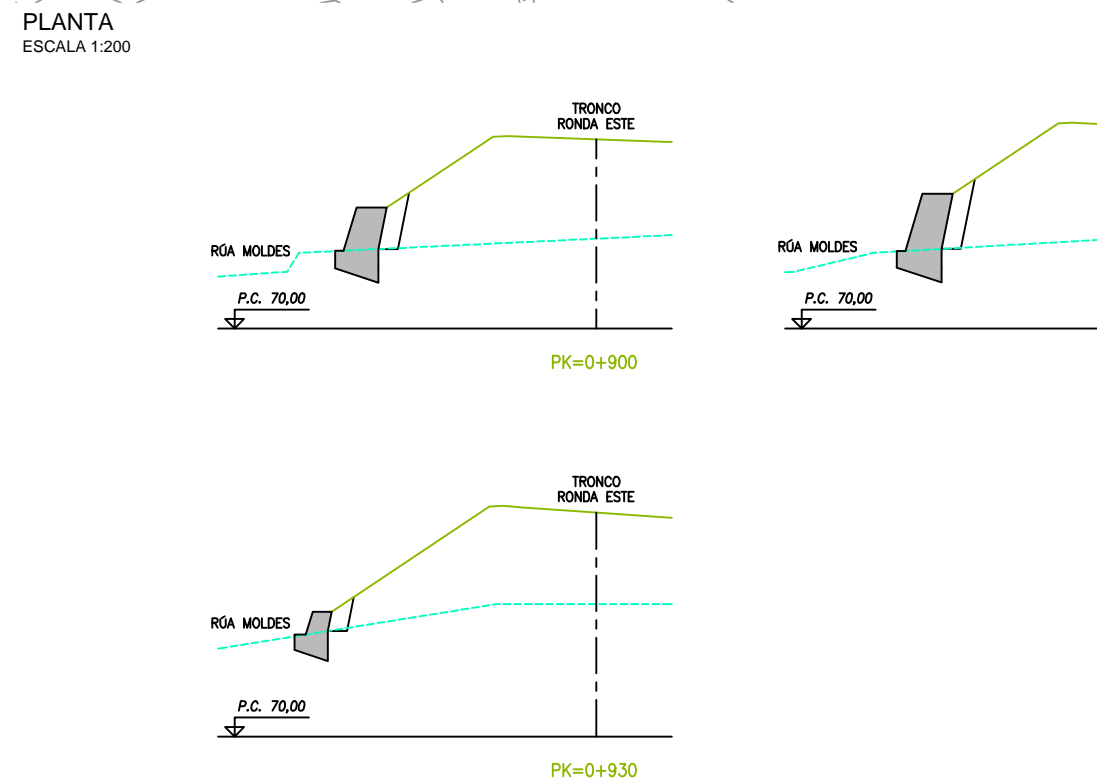 PLANTA
ESCALA 1:200
TRONCO
RONDA ESTE
RÚA MOLDES
P.C. 70,00
PK=0+900
RÚA MOLDES
P.C. 70,00
TRONCO
RONDA ESTE
RÚA MOLDES
P.C. 70,00
PK=0+930